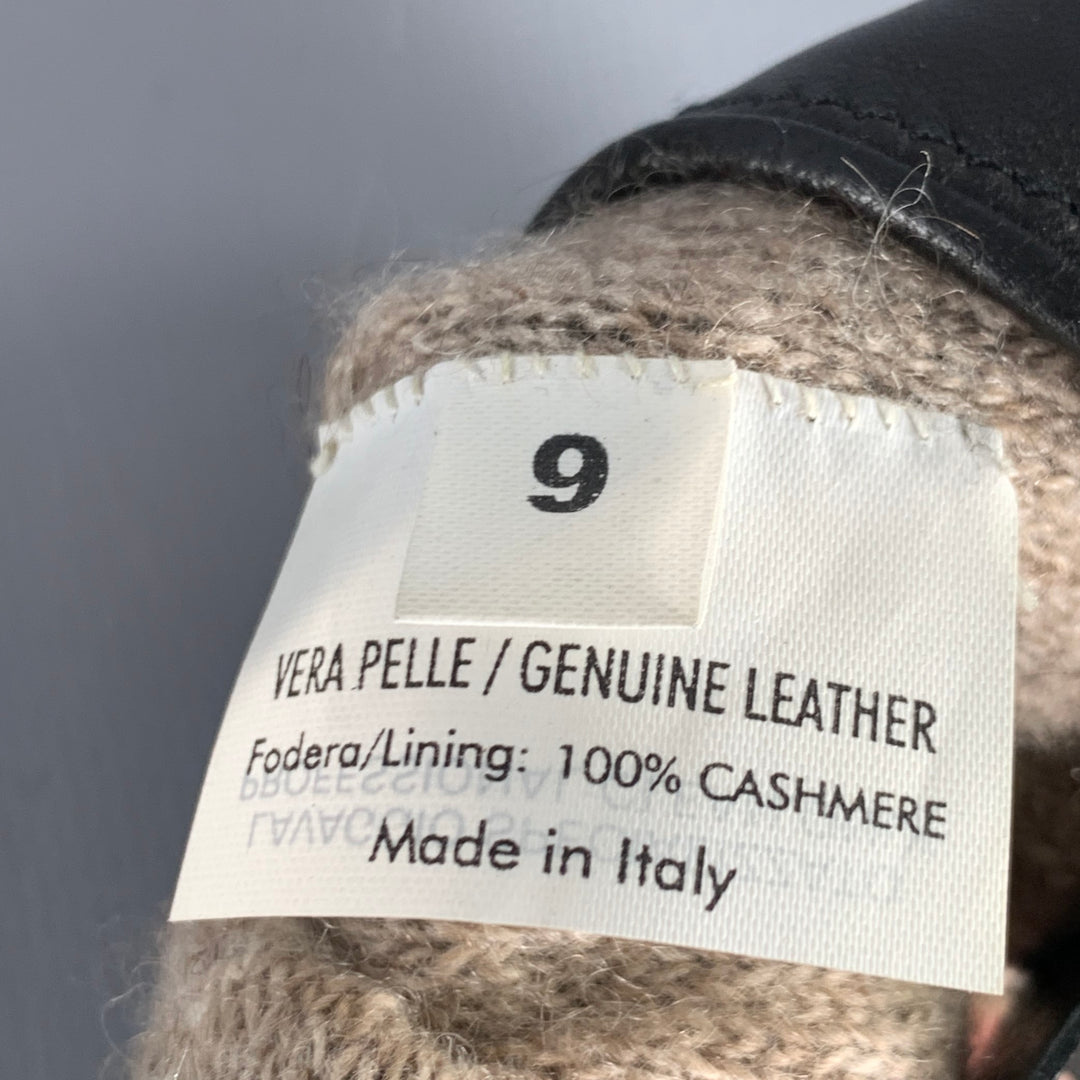 9
VERA PELLE / GENUINE LEATHER
Fodera/Lining: 100% CASHMERE
Made in Italy